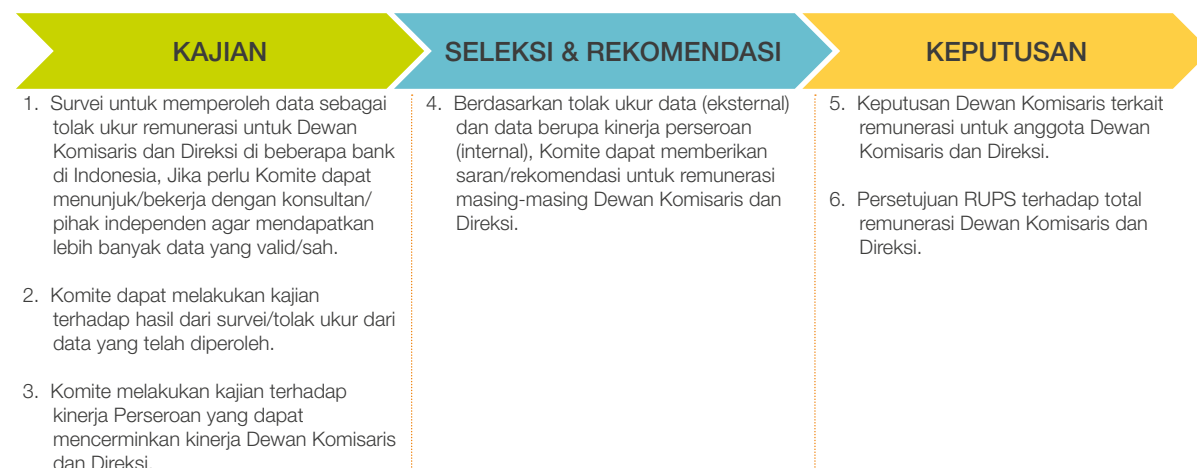 KAJIAN
1. Survei untuk memperoleh data sebagai
tolak ukur remunerasi untuk Dewan
Komisaris dan Direksi di beberapa bank
di Indonesia, Jika perlu Komite dapat
menunjuk/bekerja dengan konsultan/
pihak independen agar mendapatkan
lebih banyak data yang valid/sah.
2. Komite dapat melakukan kajian
terhadap hasil dari survei/tolak ukur dari
data yang telah diperoleh.
3. Komite melakukan kajian terhadap
kinerja Perseroan yang dapat
mencerminkan kinerja Dewan Komisaris
dan Direksi.
SELEKSI & REKOMENDASI
4. Berdasarkan tolak ukur data (eksternal)
dan data berupa kinerja perseroan
(internal), Komite dapat memberikan
saran/rekomendasi untuk remunerasi
masing-masing Dewan Komisaris dan
Direksi.
KEPUTUSAN
5. Keputusan Dewan Komisaris terkait
remunerasi untuk anggota Dewan
Komisaris dan Direksi.
6. Persetujuan RUPS terhadap total
remunerasi Dewan Komisaris dan
Direksi.